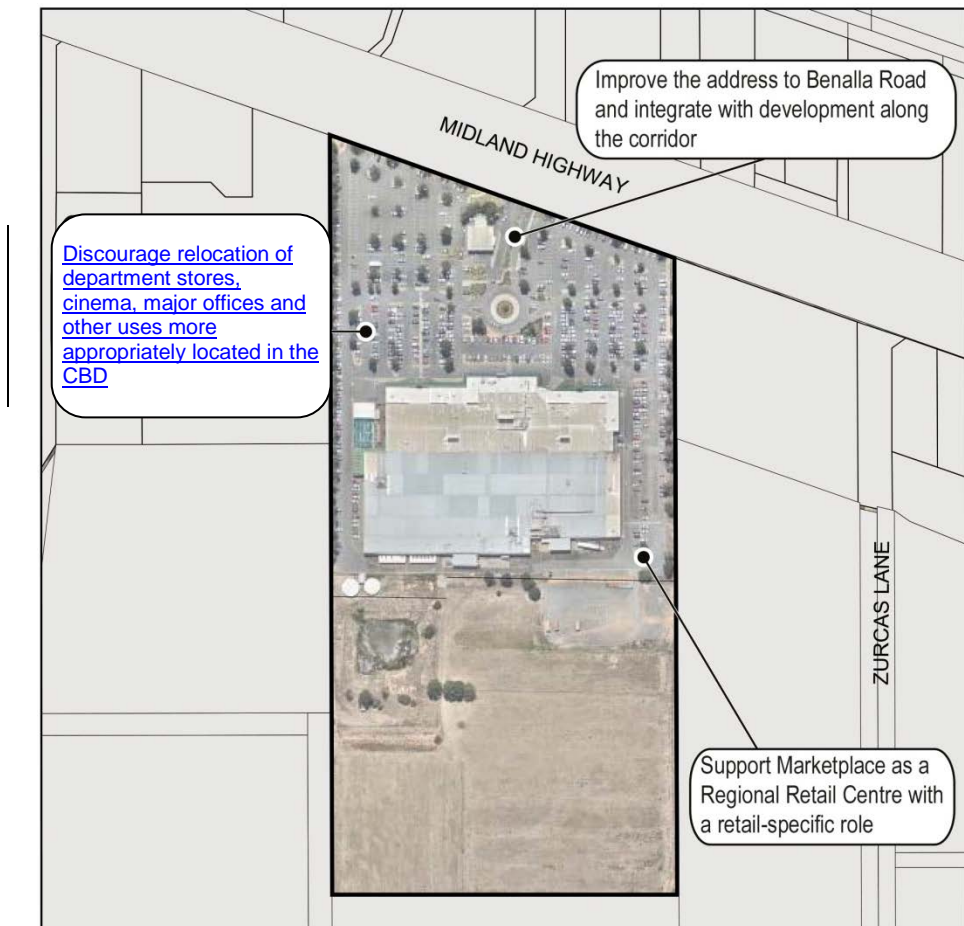 Improve the address to Benalla Road
and integrate with development along
the corridor
MIDLAND HIGHWAY
Discourage relocation of
department stores,
cinema, major offices and
other uses more
appropriately located in the
CBD
ZURCAS LANE
Support Marketplace as a
Regional Retail Centre with
a retail-specific role